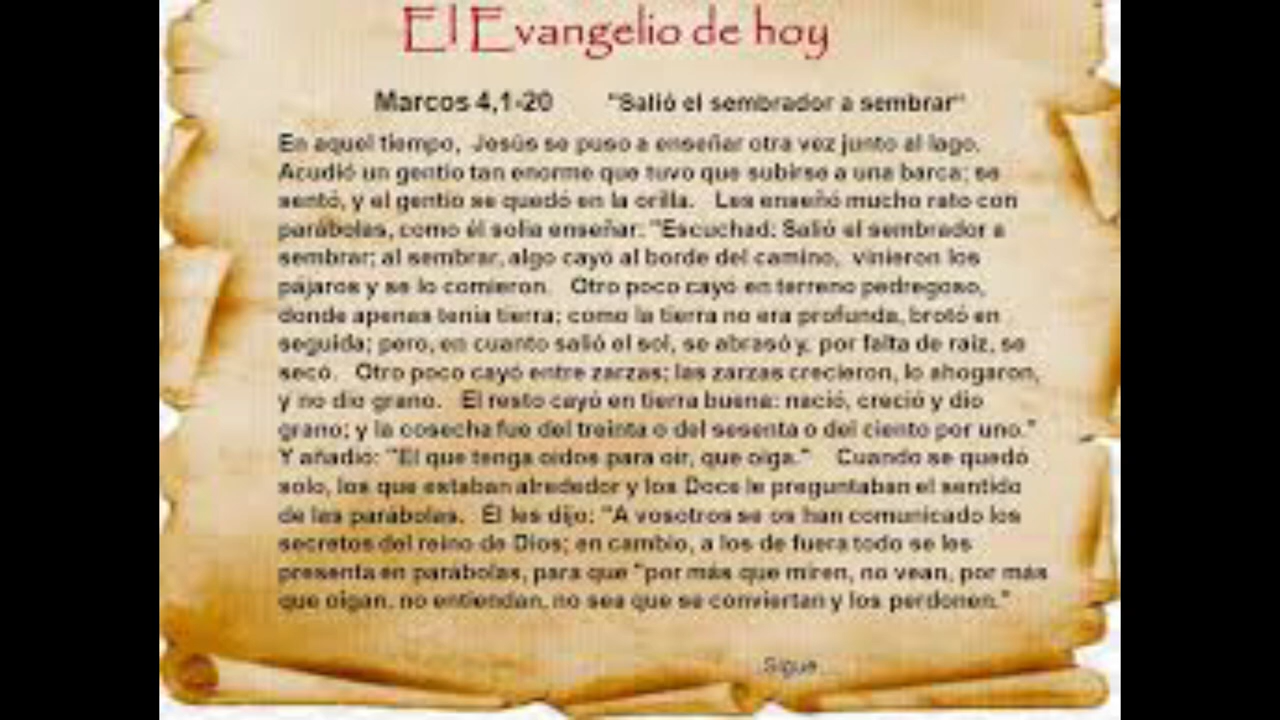 El Evangelio de hoy
Marcos 4,1-20 "Salió el sembrador a sembrar"
En aquel tiempo, Jesús se puso a enseñar otra vez junto al lago.
Acudió un gentío tan enorme que tuvo que subirse a una barca; se
sentó, y el gentío se quedó en la orilla. Les enseñó mucho rato con
parábolas, como él solía enseñar: "Escuchad: Salió el sembrador a
sembrar; al sembrar, algo cayó al borde del camino, vinieron los
pájaros y se lo comieron. Otro poco cayó en terreno pedregoso,
donde apenas tenía tierra; como la tierra no era profunda, brotó en
seguida; pero, en cuanto salió el sol, se abrasó y, por falta de raíz, se
secó. Otro poco cayó entre zarzas; las zarzas crecieron, lo ahogaron,
y no dio grano. El resto cayó en tierra buena: nació, creció y dio
grano; y la cosecha fue del treinta o del sesenta o del ciento por uno."
Y añadió: "El que tenga oídos para oír, que oiga." Cuando se quedó
solo, los que estaban alrededor y los Doce le preguntaban el sentido
de las parábolas. Él les dijo: "A vosotros se os han comunicado los
secretos del reino de Dios; en cambio, a los de fuera todo se les
presenta en parábolas, para que "por más que miren, no vean, por más
que oigan, no entiendan, no sea que se conviertan y los perdonen."
Sigue...